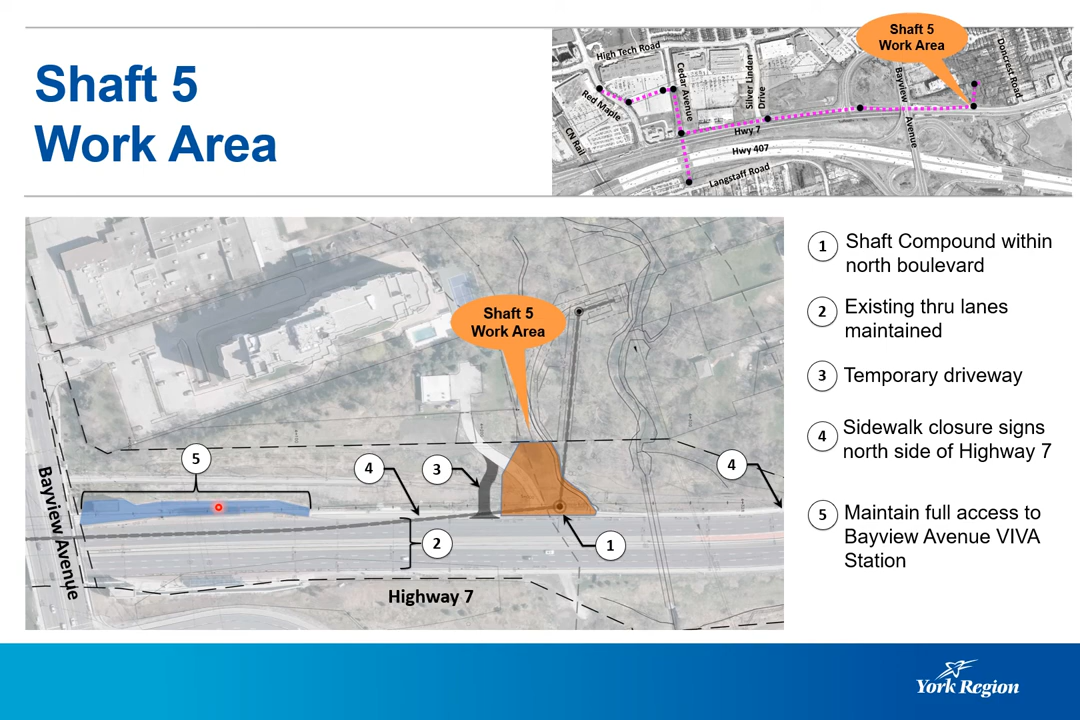 Shaft 5
Work Area
High Tech Road
Red Maple
CN Rail
Cedar Avenue
Silver Linden
Drive
Hwy 7
Hwy 407
Langstaff Road
Bayview
Avenue
Doncrest Road
Shaft 5
Work Area
Shaft 5
Work Area
5
4
3
2
1
4
Bayview Avenue
Highway 7
1 Shaft Compound within
north boulevard
2 Existing thru lanes
maintained
3 Temporary driveway
4 Sidewalk closure signs
north side of Highway 7
5 Maintain full access to
Bayview Avenue VIVA
Station
York Region